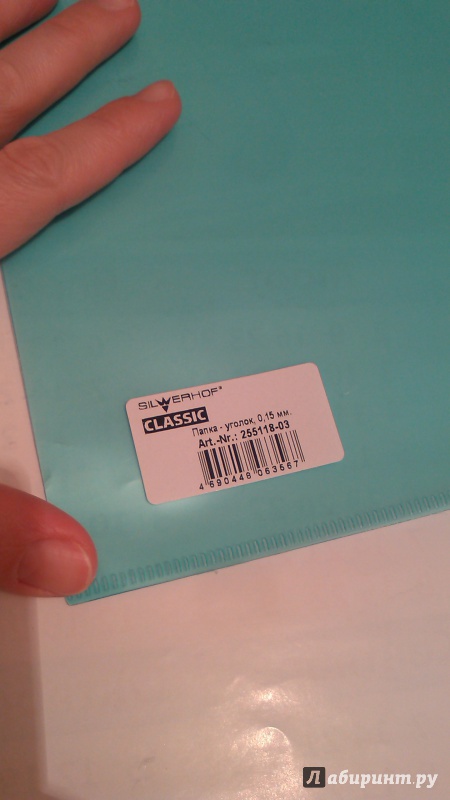 SILWERHOF®
CLASSIC
Папка - уголок, 0,15 мм.
Art.-Nr.: 255118-03
4 690448 063567
Лабиринт.ру